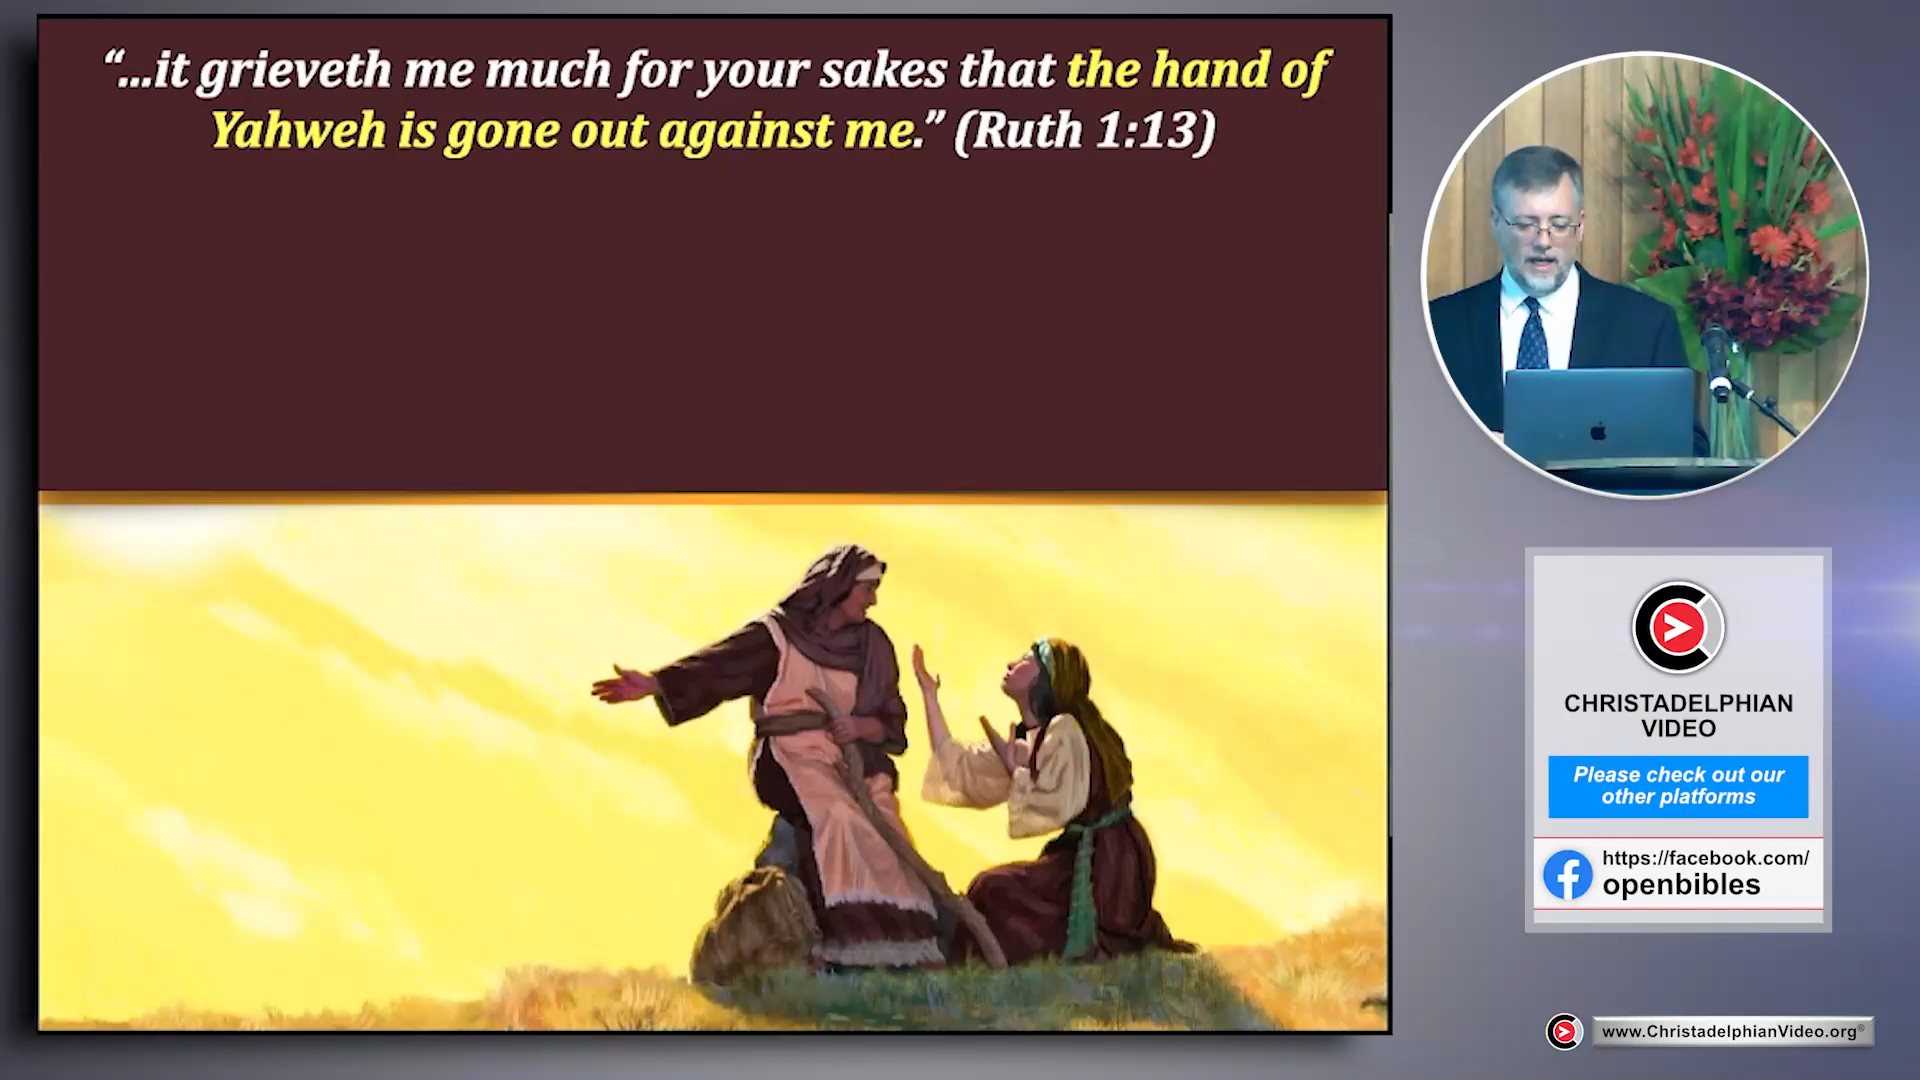 “...it grieveth me much for your sakes that the hand of
Yahweh is gone out against me.” (Ruth 1:13)
CHRISTADELPHIAN
VIDEO
Please check out our
other platforms
https://facebook.com/
openbibles
www.ChristadelphianVideo.org®